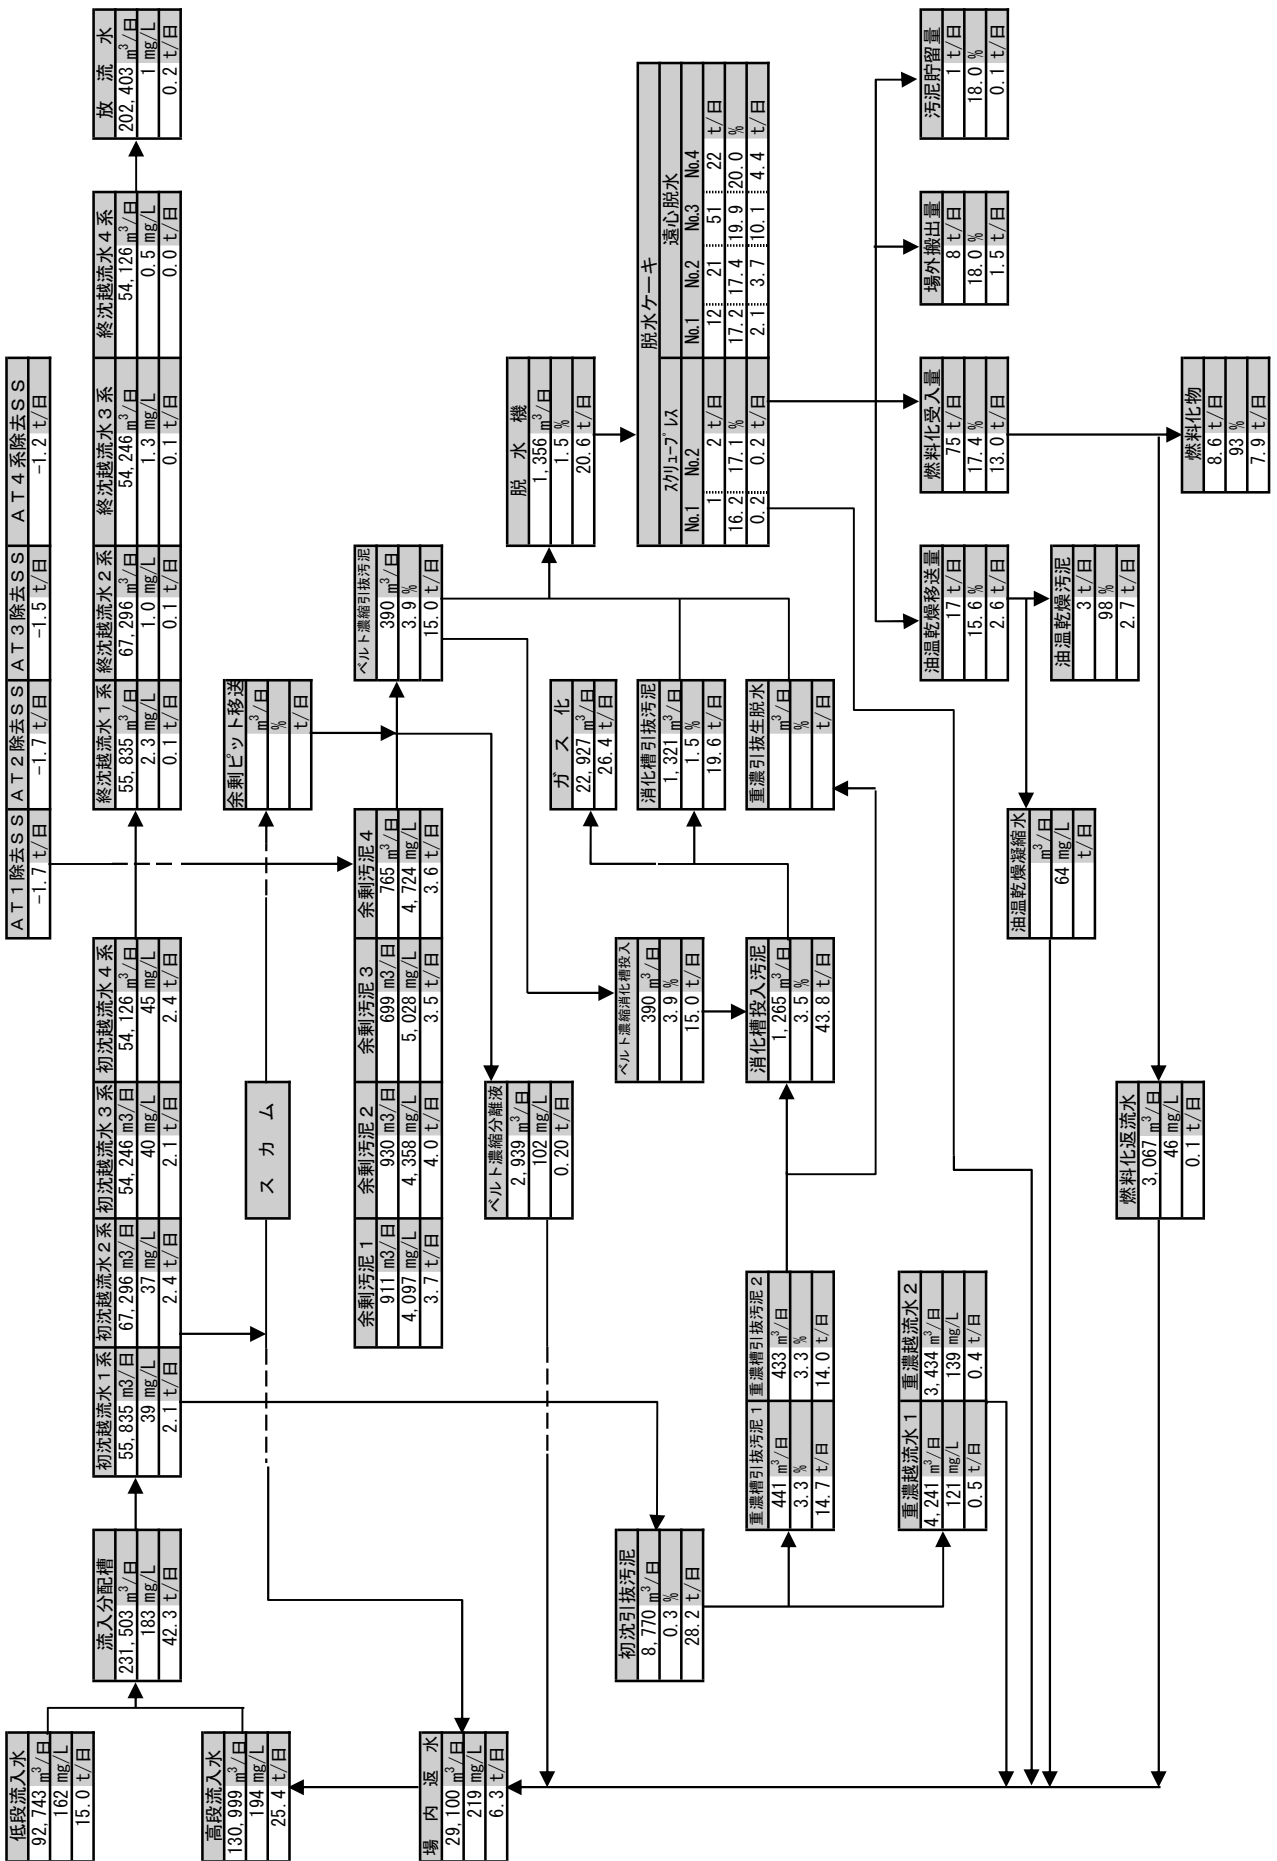 低段流入水
92,743 m³/日
162 mg/L
15.0 t/日
高段流入水
130,999 m³/日
194 mg/L
25.4 t/日
場内返水
29,100 m³/日
219 mg/L
6.3 t/日
流入分配槽
231,503 m³/日
183 mg/L
42.3 t/日
初沈越流水1系 初沈越流水2系 初沈越流水3系 初沈越流水4系
55,835 m3/日 67,296 m3/日 54,246 m3/日 54,126 m³/日
39 mg/L 37 mg/L 40 mg/L 45 mg/L
2.1 t/日 2.4 t/日 2.1 t/日 2.4 t/日
AT1除去SS AT2除去SS AT3除去SS AT4系除去SS
-1.7 t/日 -1.7 t/日 -1.5 t/日 -1.2 t/日
終沈越流水1系 終沈越流水2系 終沈越流水3系 終沈越流水4系
55,835 m³/日 67,296 m³/日 54,246 m³/日 54,126 m³/日
2.3 mg/L 1.0 mg/L 1.3 mg/L 0.5 mg/L
0.1 t/日 0.1 t/日 0.1 t/日 0.0 t/日
放流水
202,403 m³/日
1 mg/L
0.2 t/日
スカム
余剰ピット移送
m³/日
%
t/日
余剰汚泥1 余剰汚泥2 余剰汚泥3 余剰汚泥4
911 m3/日 930 m3/日 699 m3/日 765 m³/日
4,097 mg/L 4,358 mg/L 5,028 mg/L 4,724 mg/L
3.7 t/日 4.0 t/日 3.5 t/日 3.6 t/日
ベルト濃縮引抜汚泥
390 m³/日
3.9 %
15.0 t/日
ベルト濃縮分離液
2,939 m³/日
102 mg/L
0.20 t/日
脱水機
1,356 m³/日
1.5 %
20.6 t/日
ガス化
22,927 m³/日
26.4 t/日
初沈引抜汚泥
8,770 m³/日
0.3 %
28.2 t/日
ベルト濃縮消化槽投入
390 m³/日
3.9 %
15.0 t/日
消化槽引抜汚泥
1,321 m³/日
1.5 %
19.6 t/日
脱水ケーキ
スクリュープレス 遠心脱水
No.1 No.2 No.1 No.2 No.3 No.4
1 2 t/日 12 21 51 22 t/日
16.2 17.1 % 17.2 17.4 19.9 20.0 %
0.2 0.2 t/日 2.1 3.7 10.1 4.4 t/日
重濃槽引抜汚泥1 重濃槽引抜汚泥2
441 m³/日 433 m³/日
3.3 % 3.3 %
14.7 t/日 14.0 t/日
消化槽投入汚泥
1,265 m³/日
3.5 %
43.8 t/日
重濃引抜生脱水
m³/日
%
t/日
重濃越流水1 重濃越流水2
4,241 m³/日 3,434 m³/日
121 mg/L 139 mg/L
0.5 t/日 0.4 t/日
油温乾燥移送量
17 t/日
15.6 %
2.6 t/日
燃料化受入量
75 t/日
17.4 %
13.0 t/日
場外搬出量
8 t/日
18.0 %
1.5 t/日
汚泥貯留量
1 t/日
18.0 %
0.1 t/日
油温乾燥凝縮水
m³/日
64 mg/L
t/日
油温乾燥汚泥
3 t/日
98 %
2.7 t/日
燃料化返流水
3,067 m³/日
46 mg/L
0.1 t/日
燃料化物
8.6 t/日
93 %
7.9 t/日